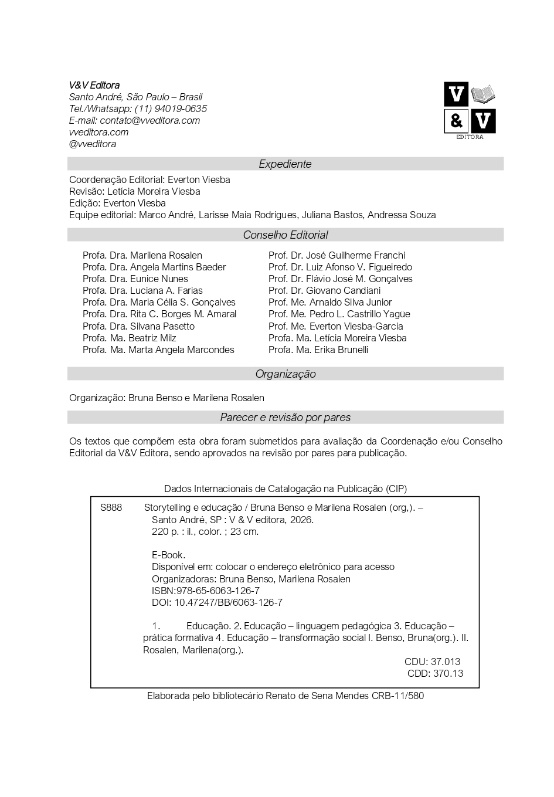 V&V Editora
Santo André, São Paulo – Brasil
Tel./Whatsapp: (11) 94019-0635
E-mail: contato@vveditora.com
vveditora.com
@vveditora
V
& V
EDITORA
Expediente
Coordenação Editorial: Everton Viesba
Revisão: Letícia Moreira Viesba
Edição: Everton Viesba
Equipe editorial: Marco André, Larisse Maia Rodrigues, Juliana Bastos, Andressa Souza
Conselho Editorial
Profa. Dra. Marilena Rosalen
Profa. Dra. Angela Martins Baeder
Profa. Dra. Eunice Nunes
Profa. Dra. Luciana A. Farias
Profa. Dra. Maria Célia S. Gonçalves
Profa. Dra. Rita C. Borges M. Amaral
Profa. Dra. Silvana Pasetto
Profa. Ma. Beatriz Milz
Profa. Ma. Marta Angela Marcondes
Prof. Dr. José Guilherme Franchi
Prof. Dr. Luiz Afonso V. Figueiredo
Prof. Dr. Flávio José M. Gonçalves
Prof. Dr. Giovano Candiani
Prof. Me. Arnaldo Silva Junior
Prof. Me. Pedro L. Castrillo Yagüe
Prof. Me. Everton Viesba-Garcia
Profa. Ma. Letícia Moreira Viesba
Profa. Ma. Erika Brunelli
Organização
Organização: Bruna Benso e Marilena Rosalen
Parecer e revisão por pares
Os textos que compõem esta obra foram submetidos para avaliação da Coordenação e/ou Conselho
Editorial da V&V Editora, sendo aprovados na revisão por pares para publicação.
Dados Internacionais de Catalogação na Publicação (CIP)
S888 Storytelling e educação / Bruna Benso e Marilena Rosalen (org,). –
Santo André, SP : V & V editora, 2026.
220 p. : il., color. ; 23 cm.
E-Book.
Disponível em: colocar o endereço eletrônico para acesso
Organizadoras: Bruna Benso, Marilena Rosalen
ISBN:978-65-6063-126-7
DOI: 10.47247/BB/6063-126-7
1. Educação. 2. Educação – linguagem pedagógica 3. Educação –
prática formativa 4. Educação – transformação social I. Benso, Bruna(org.). II.
Rosalen, Marilena(org.).
CDU: 37.013
CDD: 370.13
Elaborada pelo bibliotecário Renato de Sena Mendes CRB-11/580